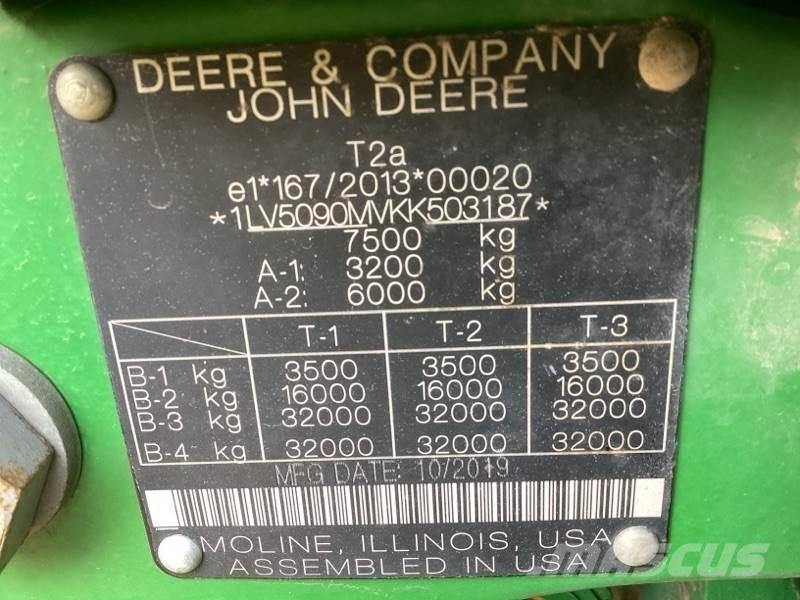 DEERE & COMPANY
JOHN DEERE
T2a
e1*167/2013*00020
*1LV5090MVKK503187*
7500 kg
A-1: 3200 kg
A-2: 6000 kg
T-1 T-2 T-3
B-1 kg 3500 3500 3500
B-2 kg 16000 16000 16000
B-3 kg 32000 32000 32000
B-4 kg 32000 32000 32000
MFG DATE: 10/2019
MOLINE, ILLINOIS, USA
ASSEMBLED IN USA
MASCUS